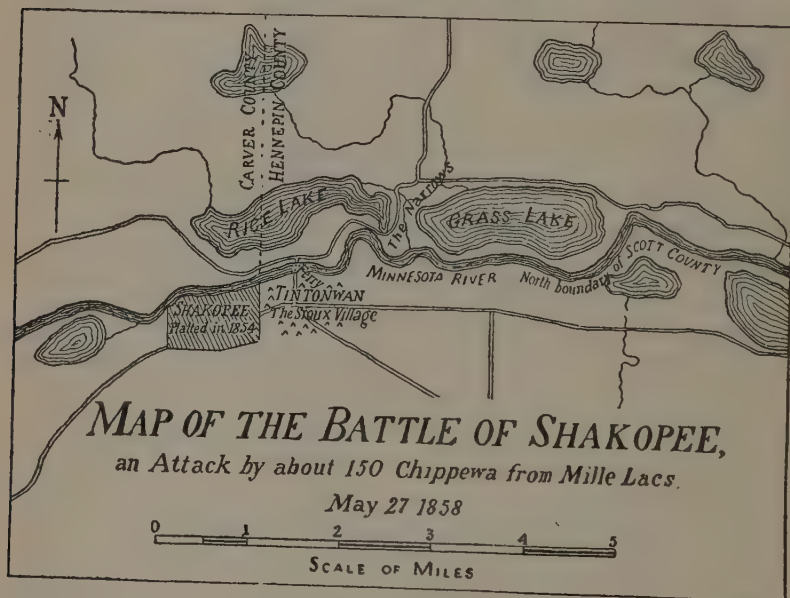 N
CARVER COUNTY
HENNEPIN COUNTY
RICE LAKE
The Narrows
GRASS LAKE
MINNESOTA RIVER
North boundary of SCOTT COUNTY
Ferry
TINTONWAN
The Sioux Village
SHAKOPEE
Platted in 1854
MAP OF THE BATTLE OF SHAKOPEE,
an Attack by about 150 Chippewa from Mille Lacs.
May 27 1858
0 1 2 3 4 5
SCALE OF MILES